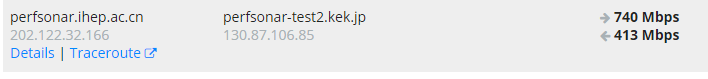 perfsonar.ihep.ac.cn perfsonar-test2.kek.jp → 740 Mbps
202.122.32.166 130.87.106.85 ← 413 Mbps
Details | Traceroute